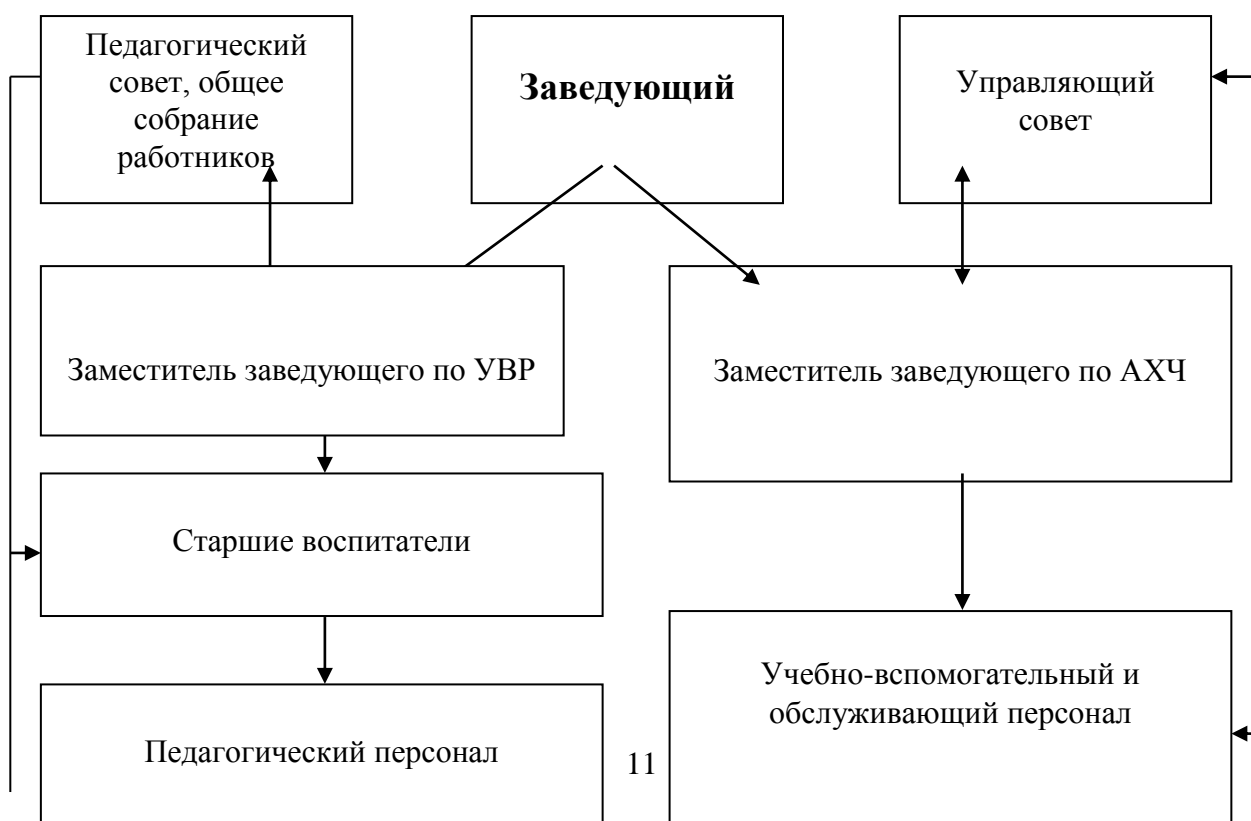 Педагогический
совет, общее
собрание
работников
Заведующий
Управляющий
совет
Заместитель заведующего по УВР
Заместитель заведующего по АХЧ
Старшие воспитатели
Учебно-вспомогательный и
обслуживающий персонал
Педагогический персонал
11